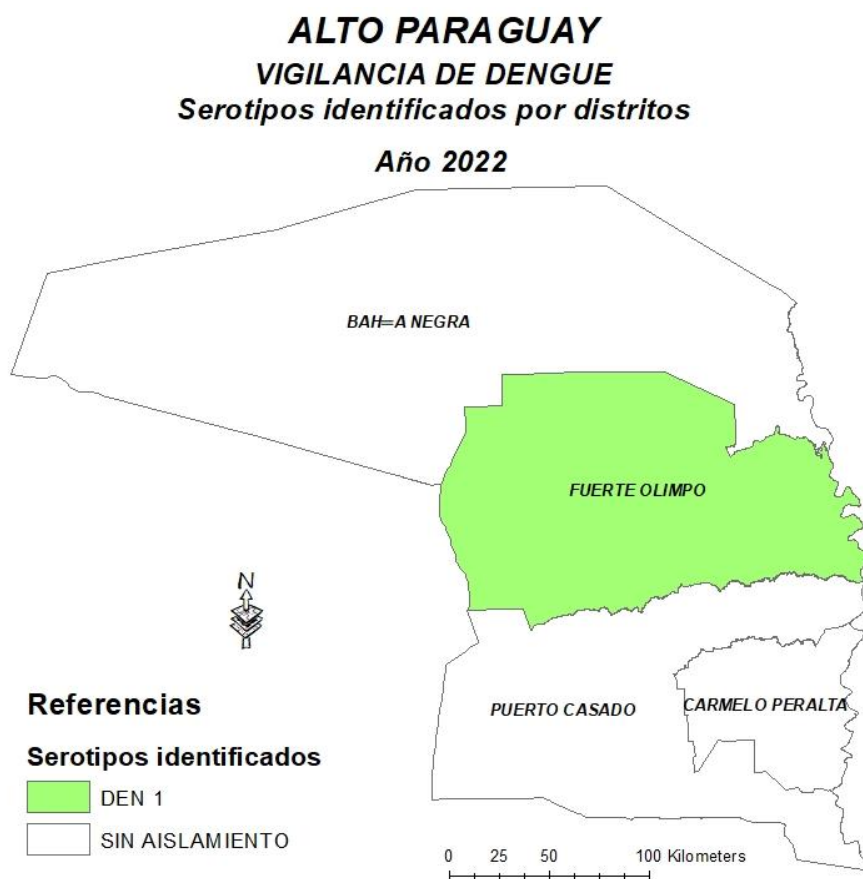 ALTO PARAGUAY
VIGILANCIA DE DENGUE
Serotipos identificados por distritos
Año 2022
BAH=A NEGRA
FUERTE OLIMPO
N
PUERTO CASADO
CARMELO PERALTA
Referencias
Serotipos identificados
DEN 1
SIN AISLAMIENTO
0 25 50 100 Kilometers